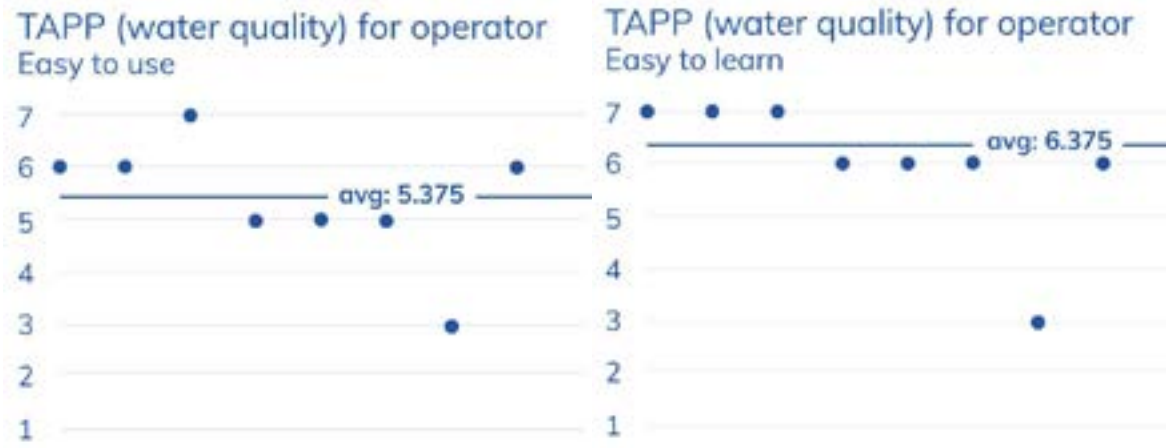 TAPP (water quality) for operator
Easy to use
7
6
avg: 5.375
5
4
3
2
1
TAPP (water quality) for operator
Easy to learn
7
avg: 6.375
6
5
4
3
2
1